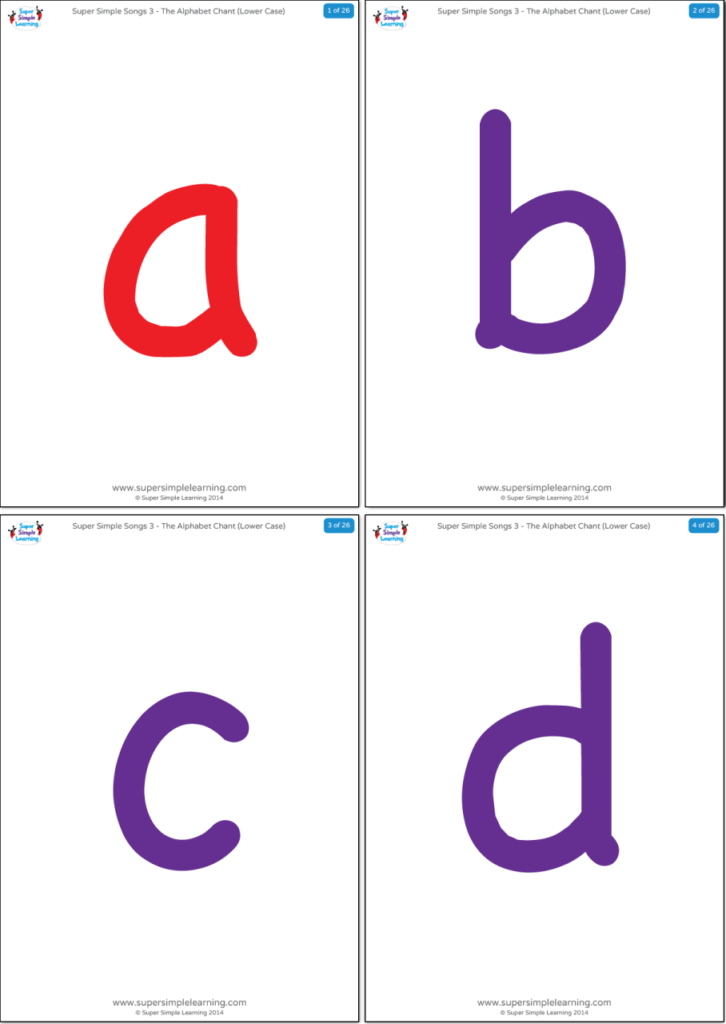 Super
Simple
Learning
Super Simple Songs 3 - The Alphabet Chant (Lower Case)
1 of 26
a
www.supersimplelearning.com
© Super Simple Learning 2014
Super
Simple
Learning
Super Simple Songs 3 - The Alphabet Chant (Lower Case)
2 of 26
b
www.supersimplelearning.com
© Super Simple Learning 2014
Super
Simple
Learning
Super Simple Songs 3 - The Alphabet Chant (Lower Case)
3 of 26
c
www.supersimplelearning.com
© Super Simple Learning 2014
Super
Simple
Learning
Super Simple Songs 3 - The Alphabet Chant (Lower Case)
4 of 26
d
www.supersimplelearning.com
© Super Simple Learning 2014